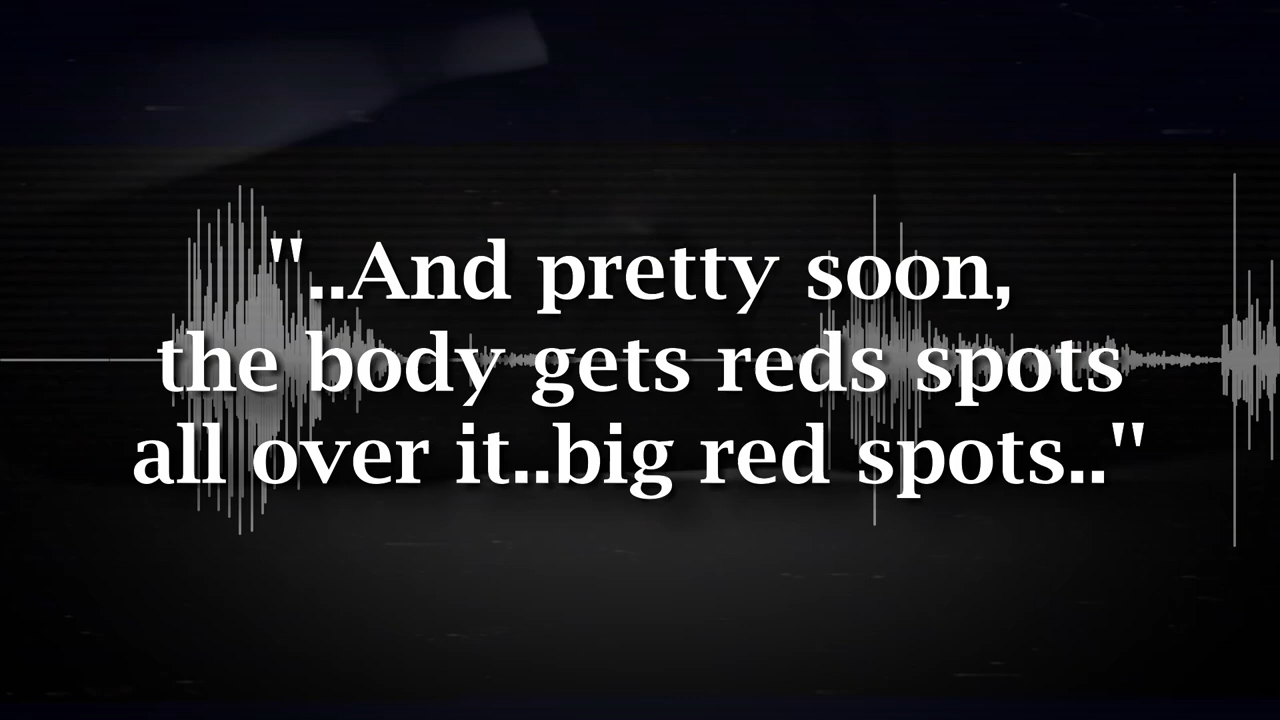 "..And pretty soon,
the body gets reds spots
all over it..big red spots.."